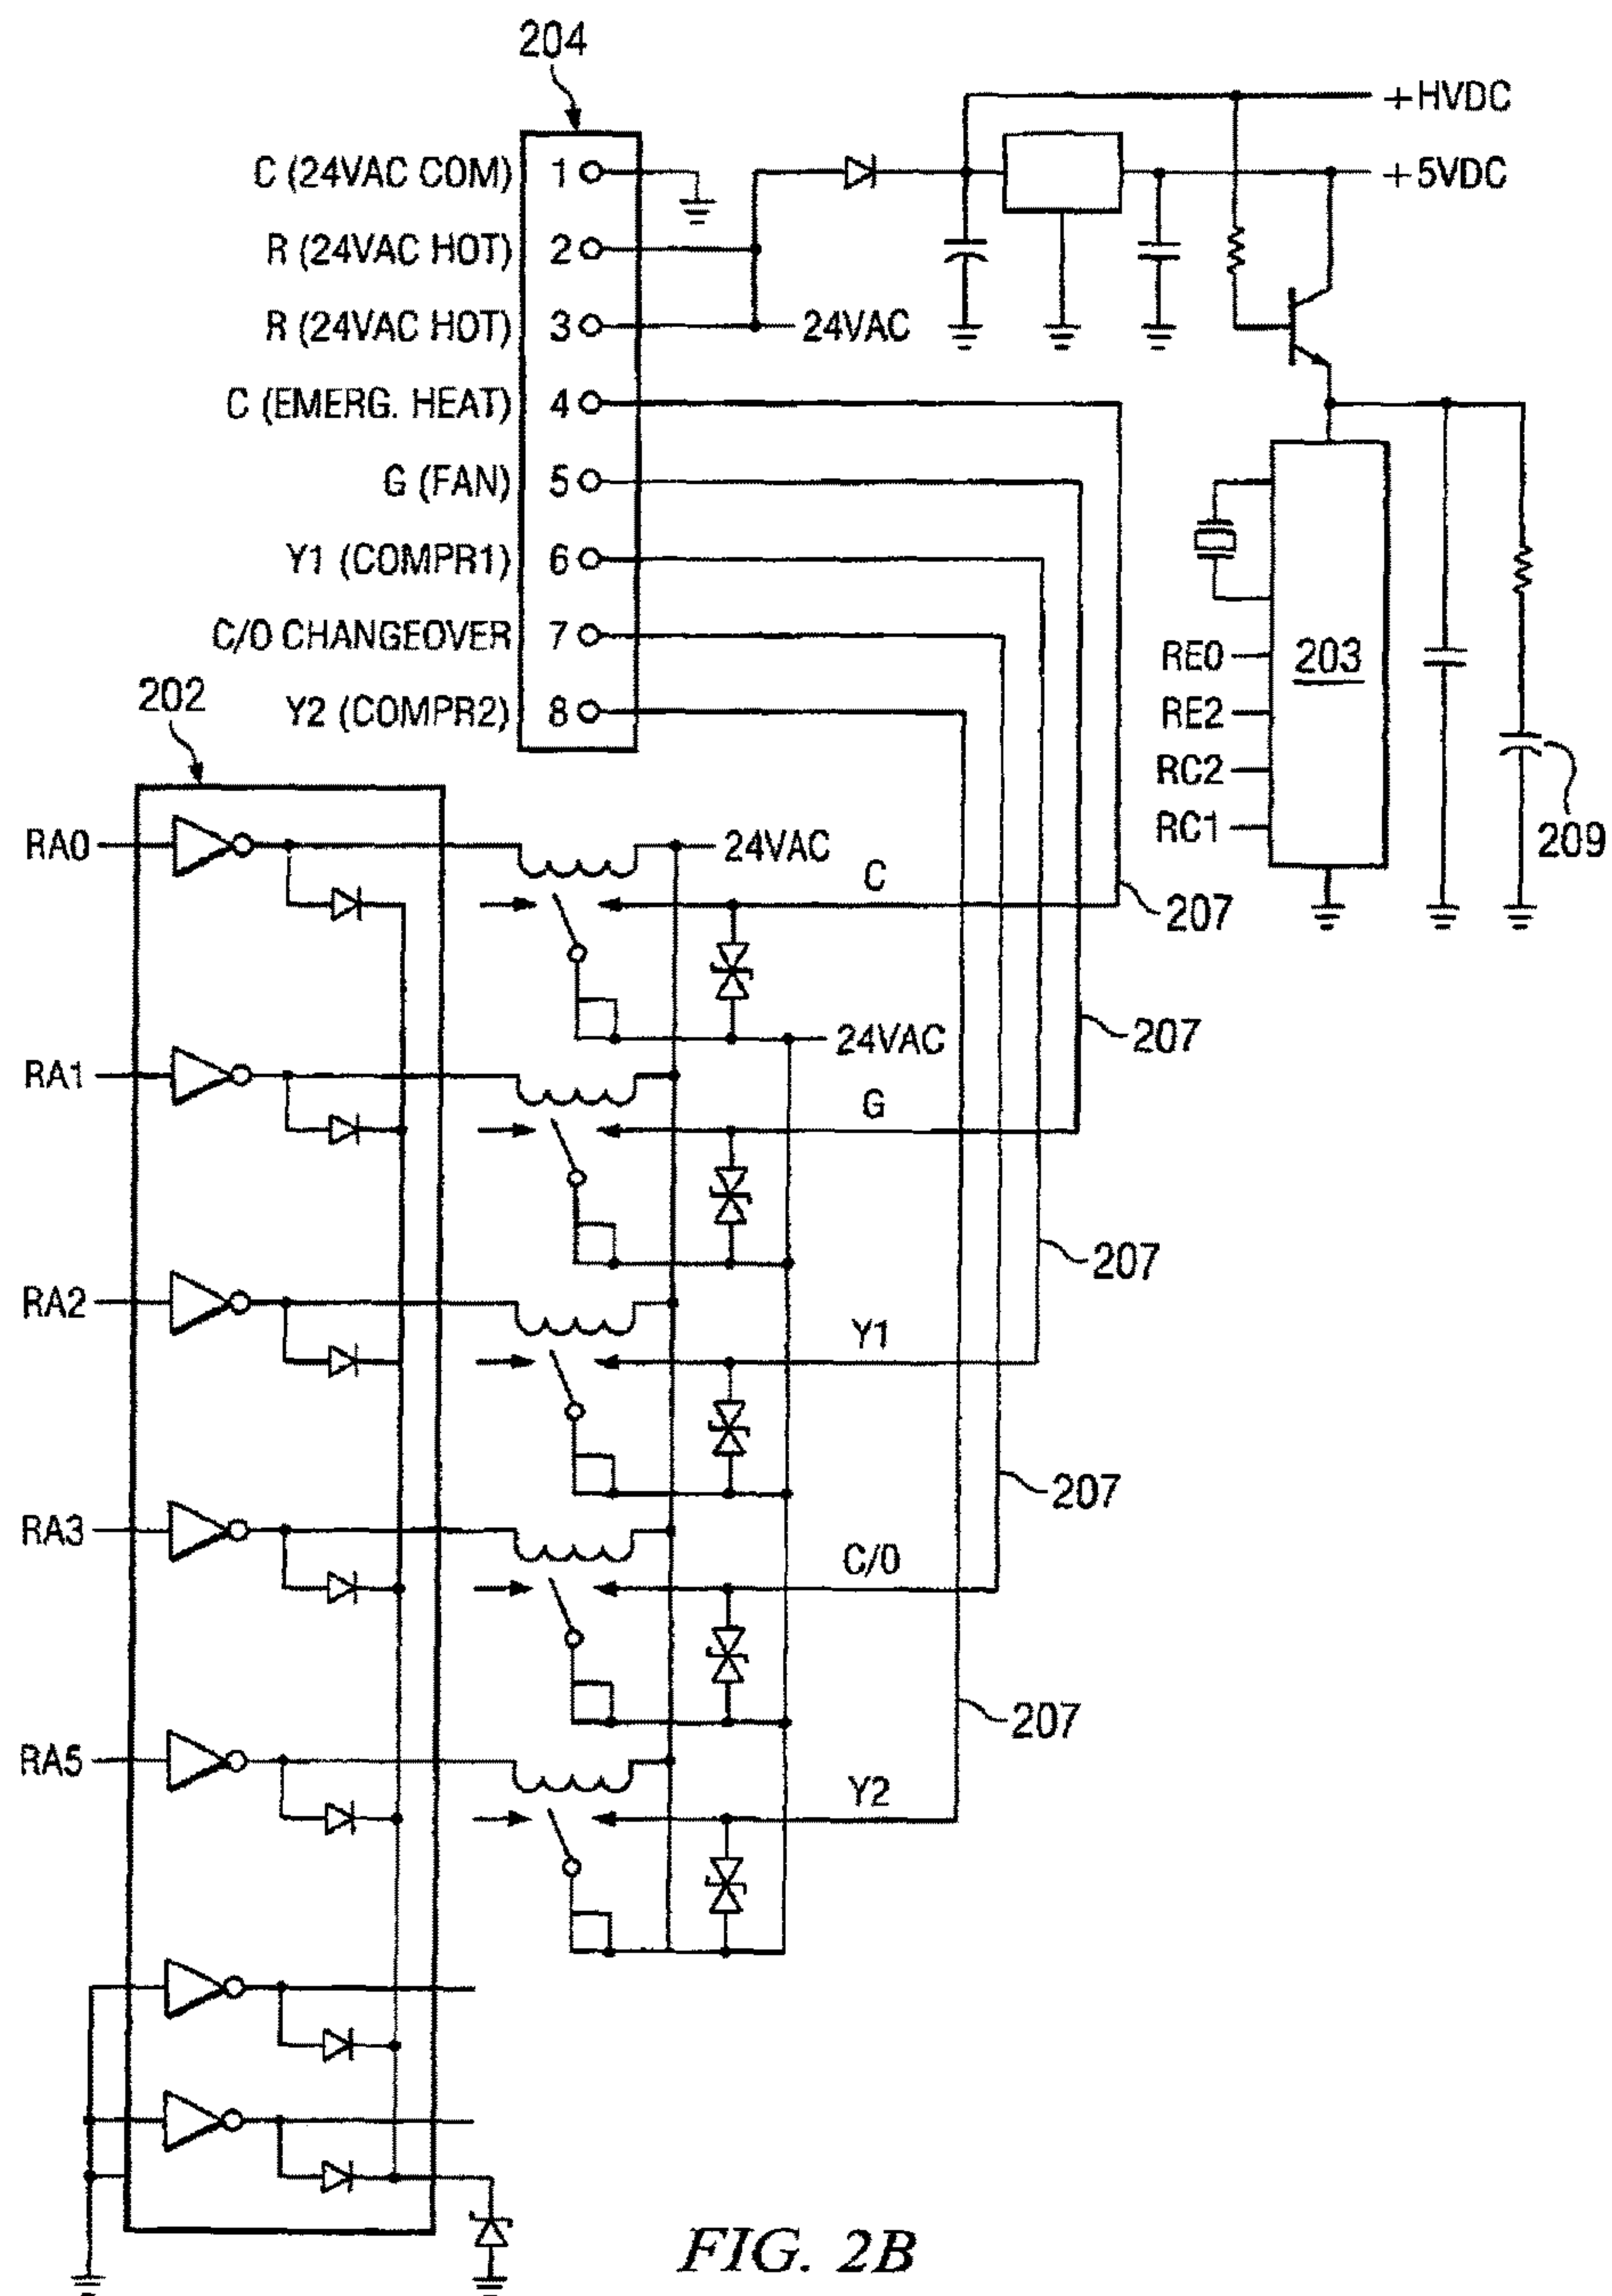 204
+HVDC
C (24VAC COM) 1
+5VDC
R (24VAC HOT) 2
R (24VAC HOT) 3 24VAC
C (EMERG. HEAT) 4
G (FAN) 5
Y1 (COMPR1) 6
C/O CHANGEOVER 7
Y2 (COMPR2) 8
203
RE0
RE2
RC2
RC1
209
202
RA0
24VAC
C
207
24VAC
207
RA1
G
207
RA2
Y1
207
RA3
C/0
207
RA5
Y2
FIG. 2B